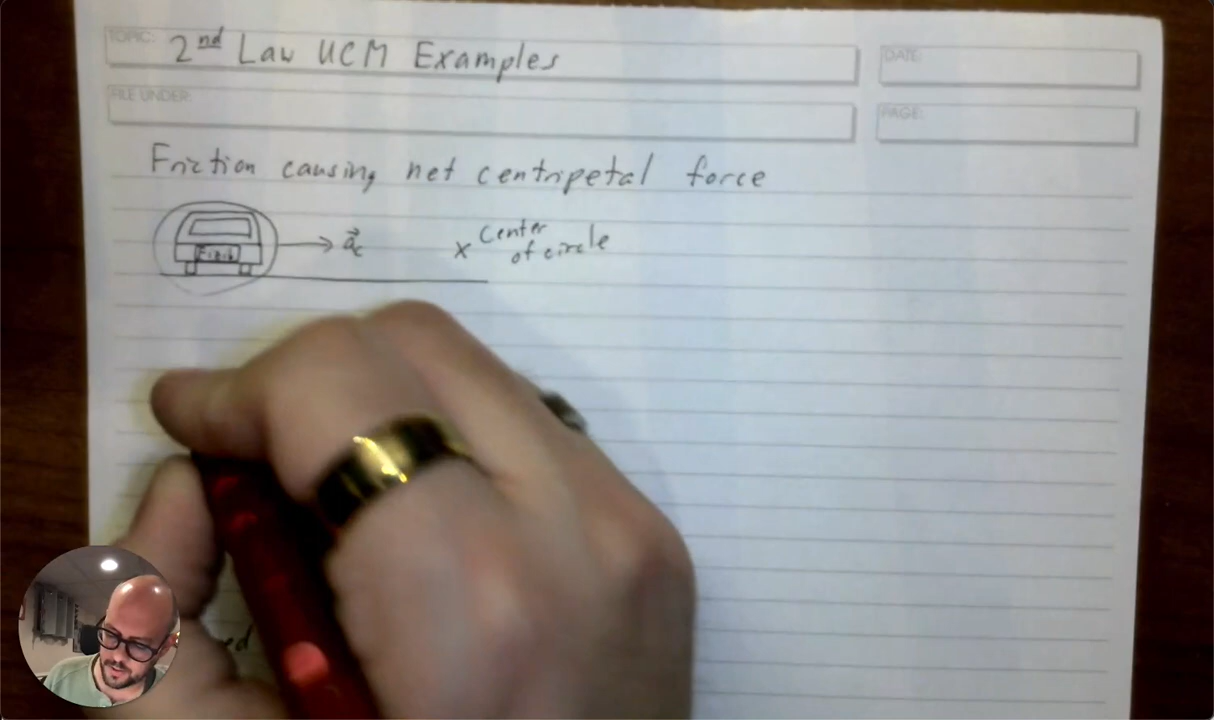 TOPIC: 2nd Law UCM Examples
DATE:
FILE UNDER:
PAGE:
Friction causing net centripetal force
a⃗c
x Center
of circle